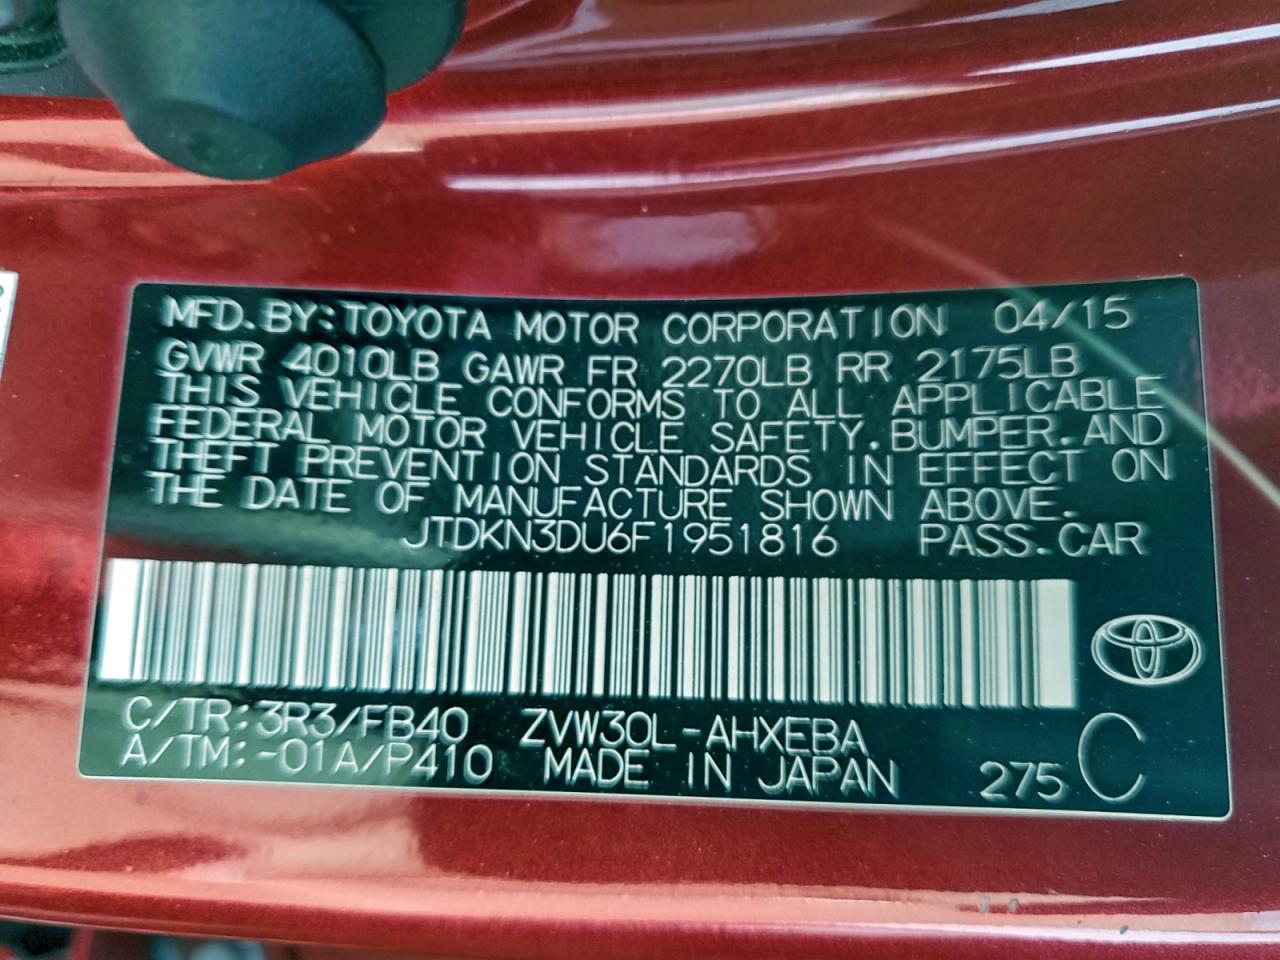 MFD. BY: TOYOTA MOTOR CORPORATION 04/15
GVWR 4010LB GAWR FR 2270LB RR 2175LB
THIS VEHICLE CONFORMS TO ALL APPLICABLE
FEDERAL MOTOR VEHICLE SAFETY, BUMPER, AND
THEFT PREVENTION STANDARDS IN EFFECT ON
THE DATE OF MANUFACTURE SHOWN ABOVE.
JTDKN3DU6F1951816 PASS. CAR
C/TR: 3R3/FB40 ZVW30L-AHXEBA
A/TM: -01A/P410 MADE IN JAPAN 275 C